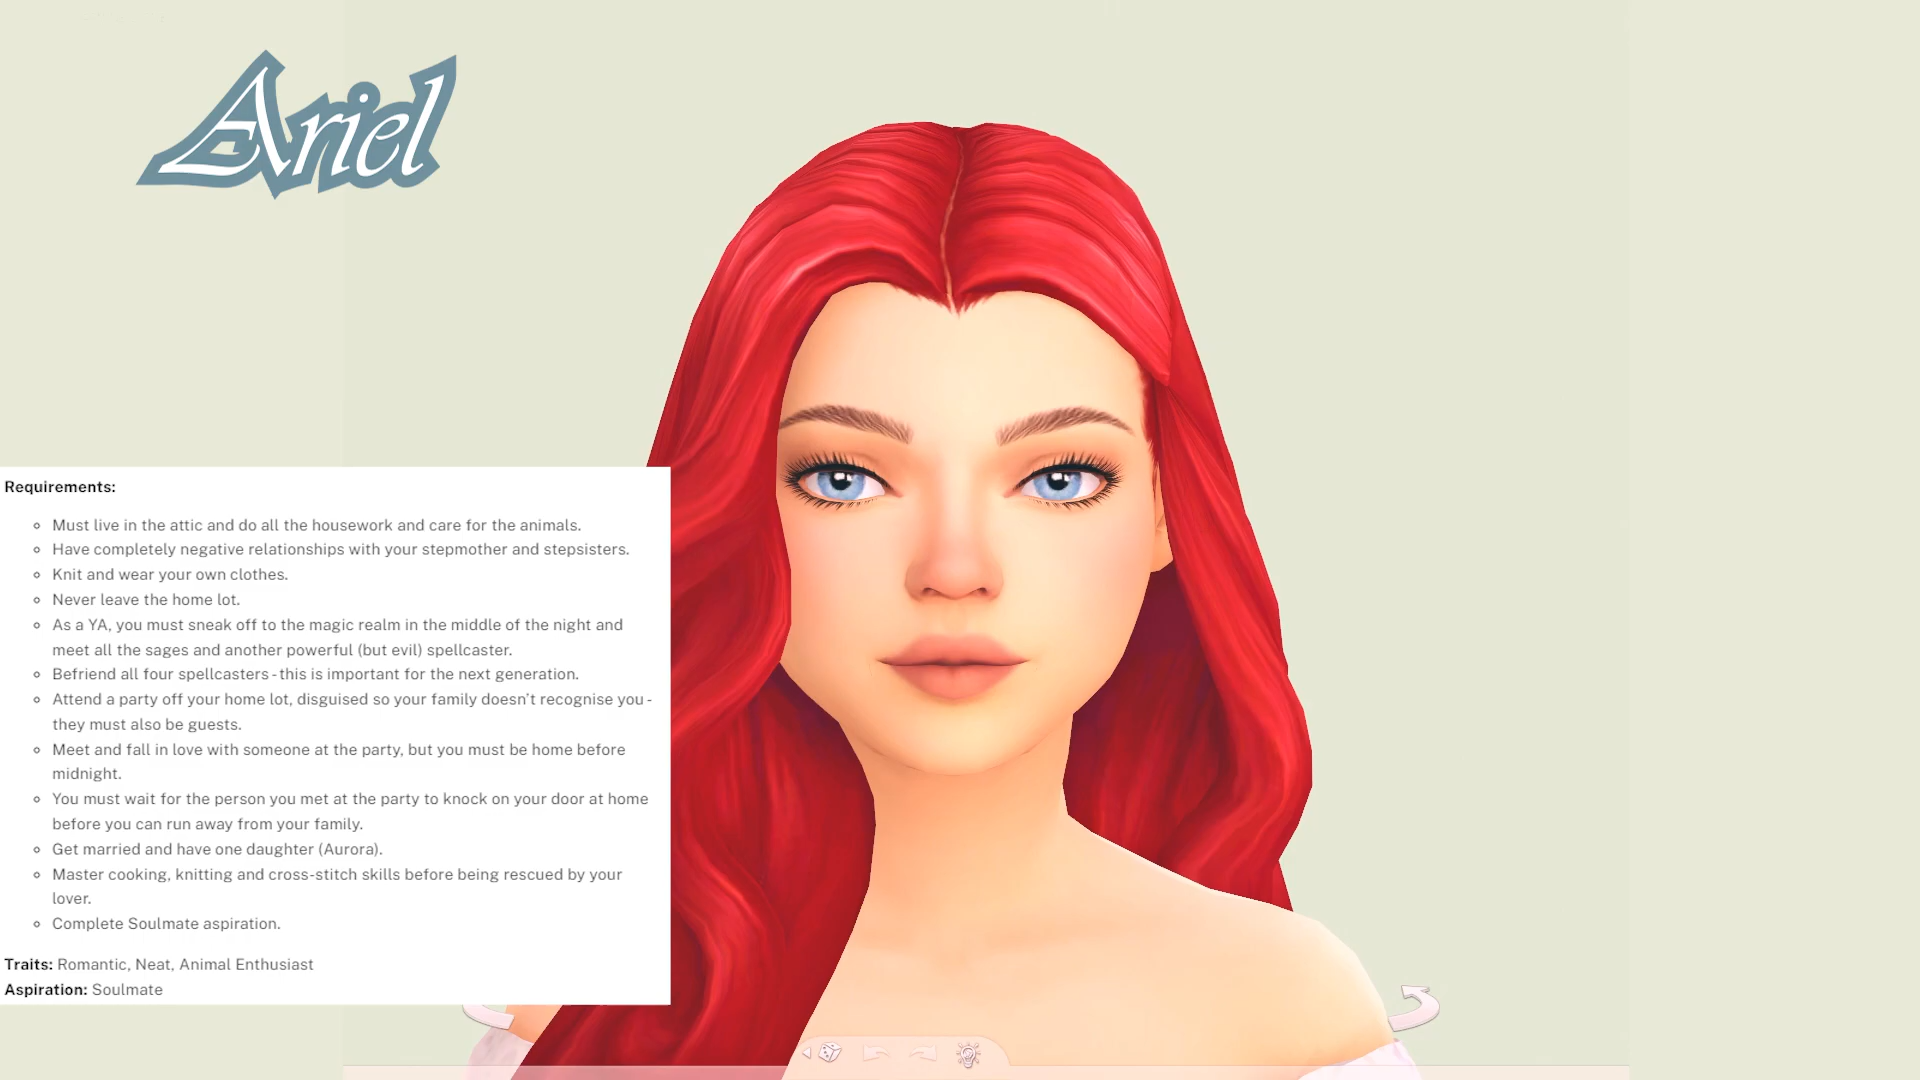 Ariel
Requirements:
Must live in the attic and do all the housework and care for the animals.
Have completely negative relationships with your stepmother and stepsisters.
Knit and wear your own clothes.
Never leave the home lot.
As a YA, you must sneak off to the magic realm in the middle of the night and
meet all the sages and another powerful (but evil) spellcaster.
Befriend all four spellcasters - this is important for the next generation.
Attend a party off your home lot, disguised so your family doesn't recognise you -
they must also be guests.
Meet and fall in love with someone at the party, but you must be home before
midnight.
You must wait for the person you met at the party to knock on your door at home
before you can run away from your family.
Get married and have one daughter (Aurora).
Master cooking, knitting and cross-stitch skills before being rescued by your
lover.
Complete Soulmate aspiration.
Traits: Romantic, Neat, Animal Enthusiast
Aspiration: Soulmate